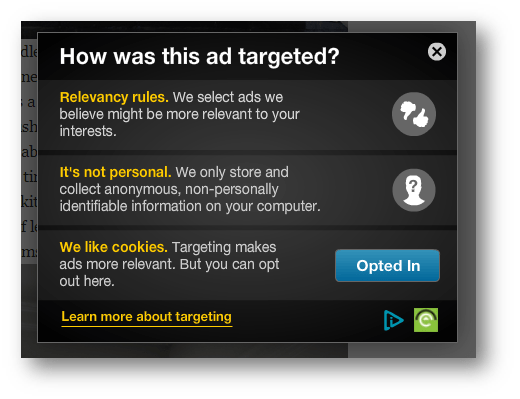 How was this ad targeted?
Relevancy rules. We select ads we
believe might be more relevant to your
interests.
It's not personal. We only store and
collect anonymous, non-personally
identifiable information on your computer.
We like cookies. Targeting makes
ads more relevant. But you can opt
out here.
Opted In
Learn more about targeting